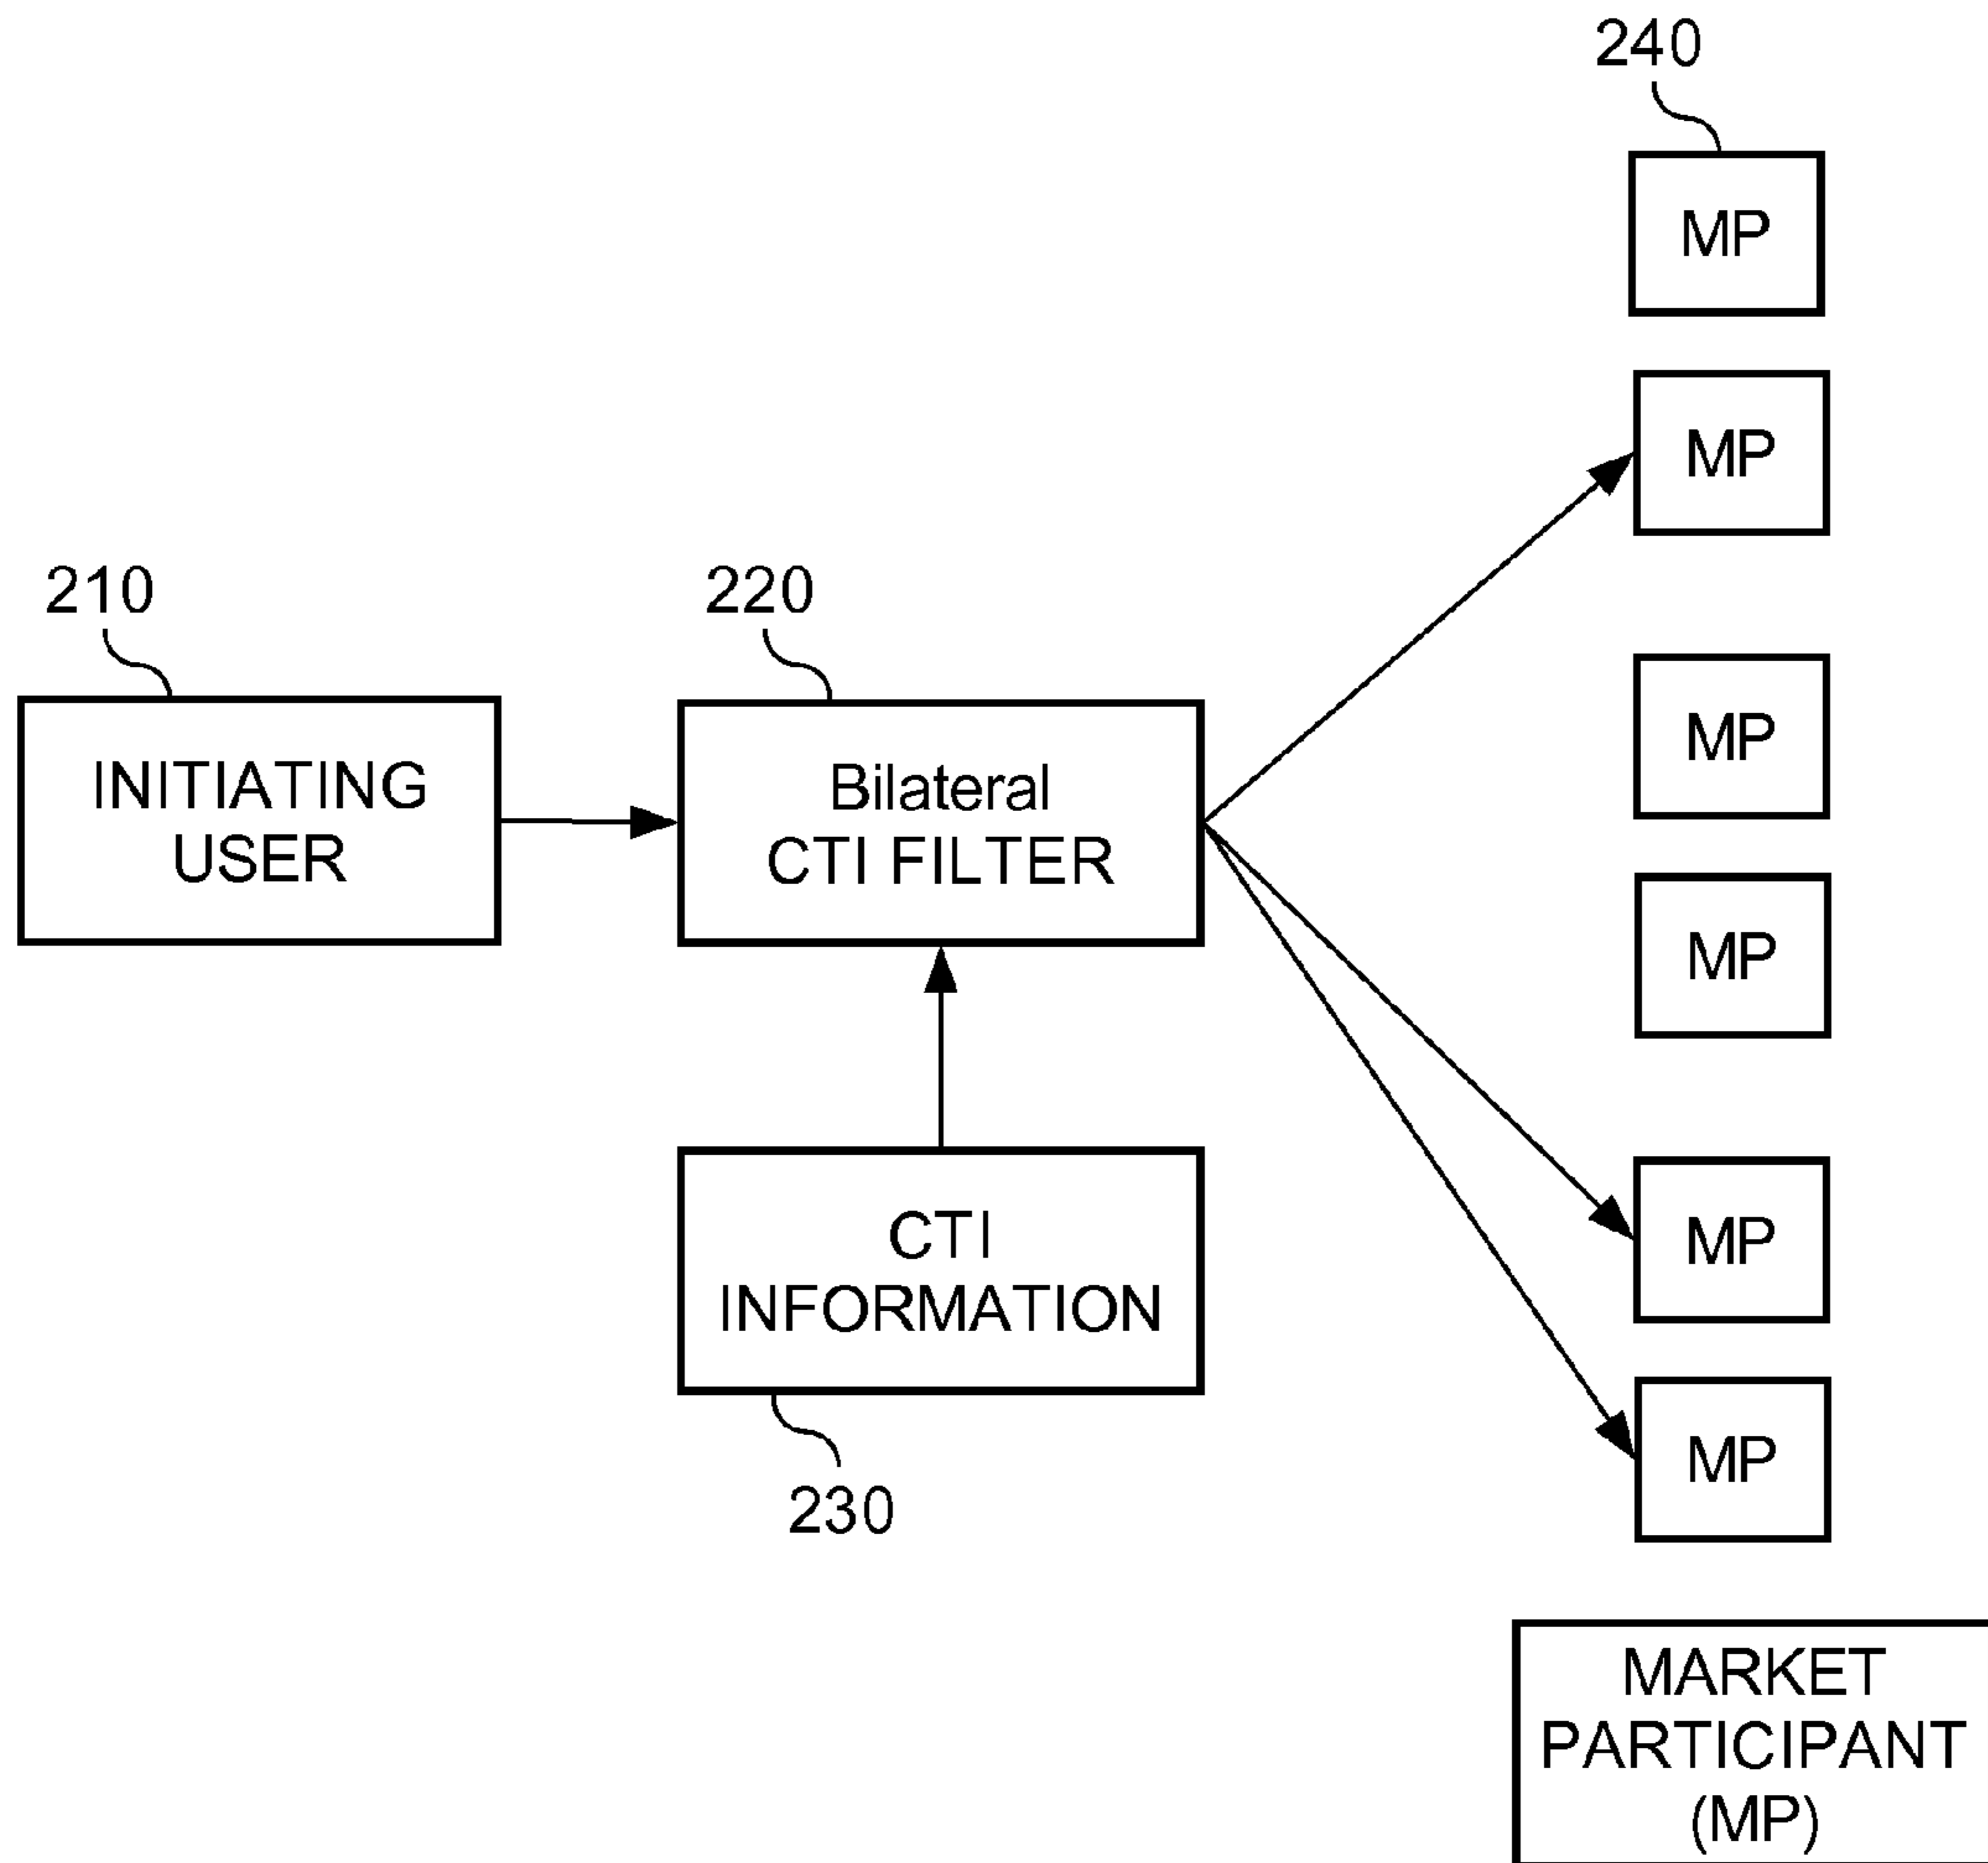 240
MP
MP
210
220
MP
INITIATING
USER
Bilateral
CTI FILTER
MP
CTI
INFORMATION
MP
MP
230
MARKET
PARTICIPANT
(MP)